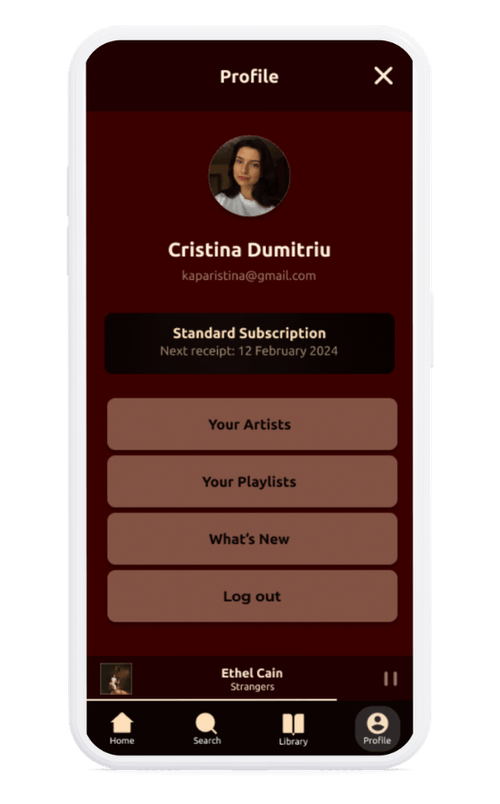 Profile
Cristina Dumitriu
kaparistina@gmail.com
Standard Subscription
Next receipt: 12 February 2024
Your Artists
Your Playlists
What's New
Log out
Ethel Cain
Strangers
Home
Search
Library
Profile